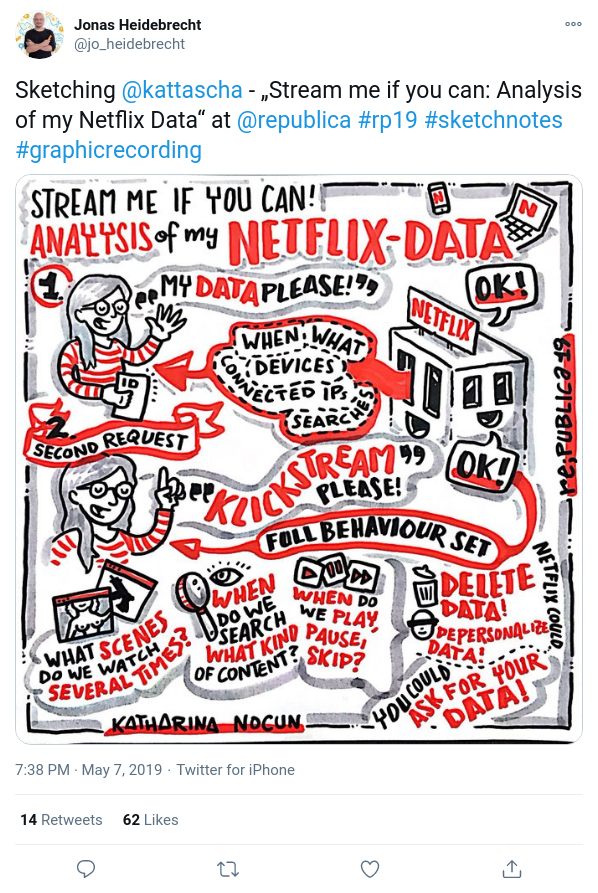 Jonas Heidebrecht
@jo_heidebrecht
Sketching @kattascha - „Stream me if you can: Analysis
of my Netflix Data“ at @republica #rp19 #sketchnotes
#graphicrecording
STREAM ME IF YOU CAN!
ANALYSIS of my NETFLIX-DATA
N
N
1.
MY DATA PLEASE!
OK!
NETFLIX
WHEN, WHAT
DEVICES
CONNECTED IPs,
SEARCHES
ID
re:PUBLICA 2019
2.
SECOND REQUEST
KLICKSTREAM
PLEASE!
OK!
FULL BEHAVIOUR SET
WHAT SCENES
DO WE WATCH
SEVERAL TIMES?
WHEN
DO WE
SEARCH
WHAT KIND
OF CONTENT?
WHEN DO
WE PLAY,
PAUSE,
SKIP?
NETFLIX COULD
DELETE
DATA!
DEPERSONALIZE
DATA!
YOU COULD
ASK FOR YOUR
DATA!
KATHARINA NOCUN
7:38 PM · May 7, 2019 · Twitter for iPhone
14 Retweets 62 Likes